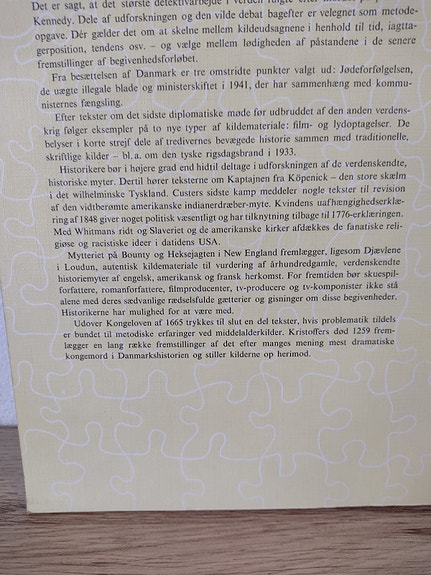 Det er sagt, at det største detektivarbejde i verden fulgte efter mordet på
Kennedy. Dele af udforskningen og den vilde debat bagefter er velegnet som metode-
opgave. Dér gælder det om at skelne mellem kildeudsagnene i henhold til tid, iagtta-
gerposition, tendens osv. – og vælge mellem lødigheden af påstandene i de senere
fremstillinger af begivenhedsforløbet.
Fra besættelsen af Danmark er tre omstridte punkter valgt ud: Jødeforfølgelsen,
de uægte illegale blade og ministerskiftet i 1941, der har sammenhæng med kommu-
nisternes fængsling.
Efter tekster om det sidste diplomatiske møde før udbruddet af den anden verdens-
krig følger eksempler på to nye typer af kildemateriale: film- og lydoptagelser. De
belyser i korte strejf dele af tredivernes bevægede historie sammen med traditionelle,
skriftlige kilder – bl. a. om den tyske rigsdagsbrand i 1933.
Historikere bør i højere grad end hidtil deltage i udforskningen af de verdenskendte,
historiske myter. Dertil hører teksterne om Kaptajnen fra Köpenick – den store skælm
i det wilhelminske Tyskland. Custers sidste kamp meddeler nogle tekster til revision
af den vidtberømte amerikanske indianerdræber-myte. Kvindens uafhængighedserklæ-
ring af 1848 giver noget politisk væsentligt og har tilknytning tilbage til 1776-erklæringen.
Med Whitmans ridt og Slaveriet og de amerikanske kirker afdækkes de fanatiske reli-
giøse og racistiske ideer i datidens USA.
Mytteriet på Bounty og Heksejagten i New England fremlægger, ligesom Djævlene
i Loudun, autentisk kildemateriale til vurdering af århundredgamle, verdenskendte
historiemyter af engelsk, amerikansk og fransk herkomst. For fremtiden bør skuespil-
forfattere, romanforfattere, filmproducenter, tv-producere og tv-komponister ikke stå
alene med deres sædvanlige rædselsfulde gætterier og gisninger om disse begivenheder.
Historikerne har mulighed for at være med.
Udover Kongeloven af 1665 trykkes til slut en del tekster, hvis problematik tildels
er bundet til metodiske erfaringer ved middelalderkilder. Kristoffers død 1259 frem-
lægger en lang række fremstillinger af det efter manges mening mest dramatiske
kongemord i Danmarkshistorien og stiller kilderne op herimod.